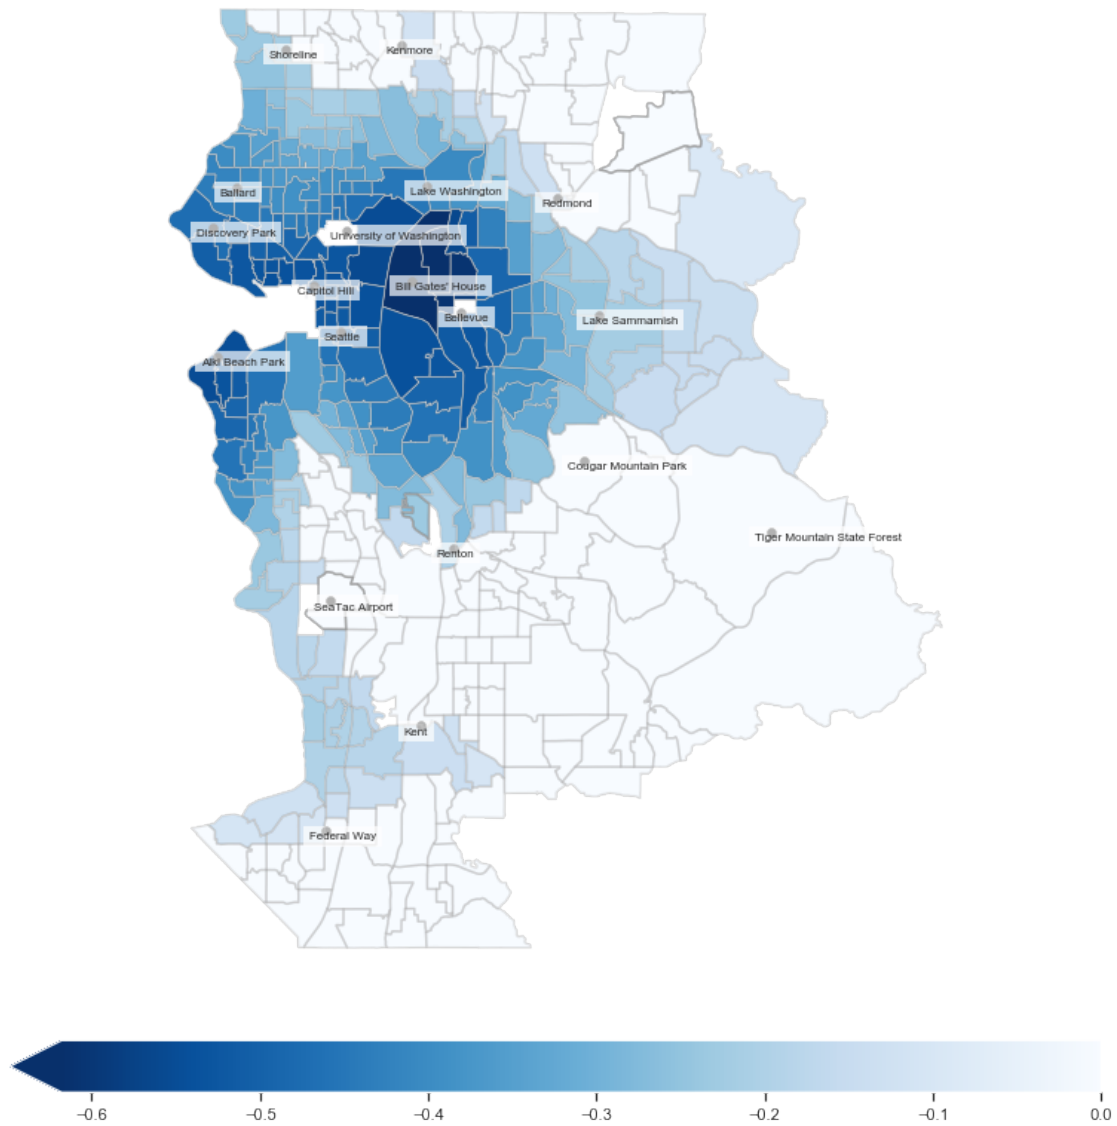 Shoreline
Kenmore
Ballard
Lake Washington
Redmond
Discovery Park
University of Washington
Capitol Hill
Bill Gates' House
Bellevue
Lake Sammamish
Seattle
Alki Beach Park
Cougar Mountain Park
Tiger Mountain State Forest
Renton
SeaTac Airport
Kent
Federal Way
−0.6 −0.5 −0.4 −0.3 −0.2 −0.1 0.0